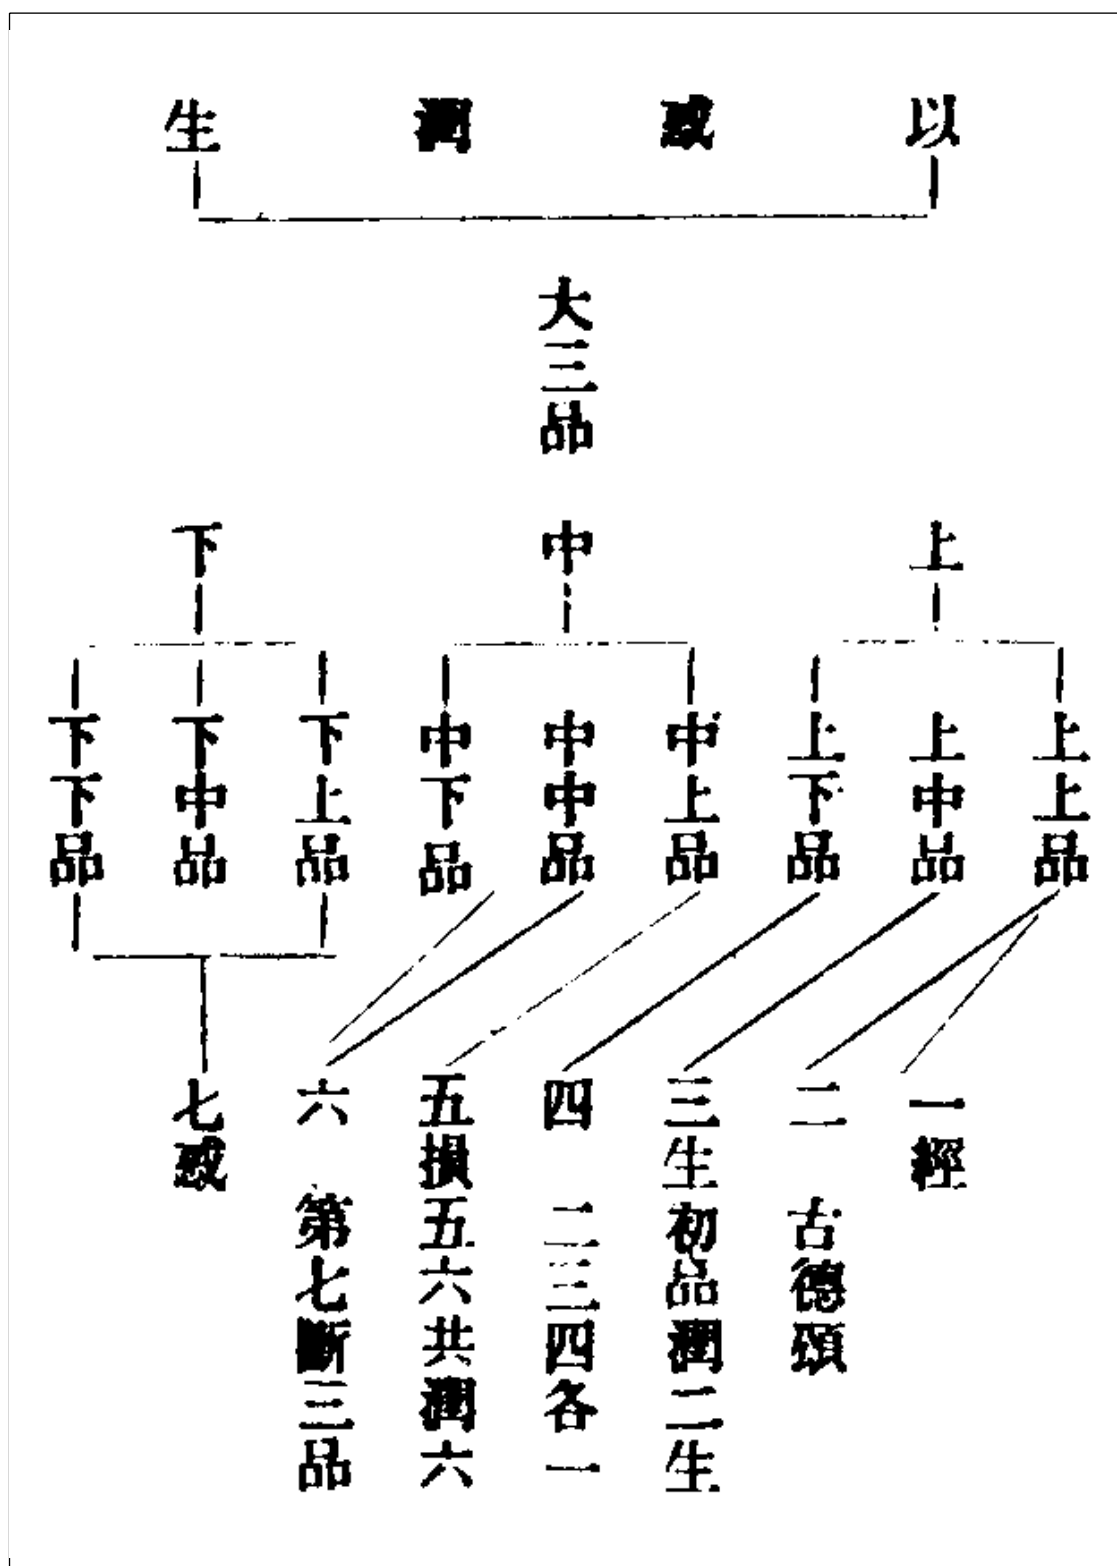 以惑潤生
大三品
上
中
下
上上品
上中品
上下品
中上品
中中品
中下品
下上品
下中品
下下品
一經
二 古德頌
三生初品潤二生
四 二三四各一
五損五六共潤六
六 第七斷三品
七惑